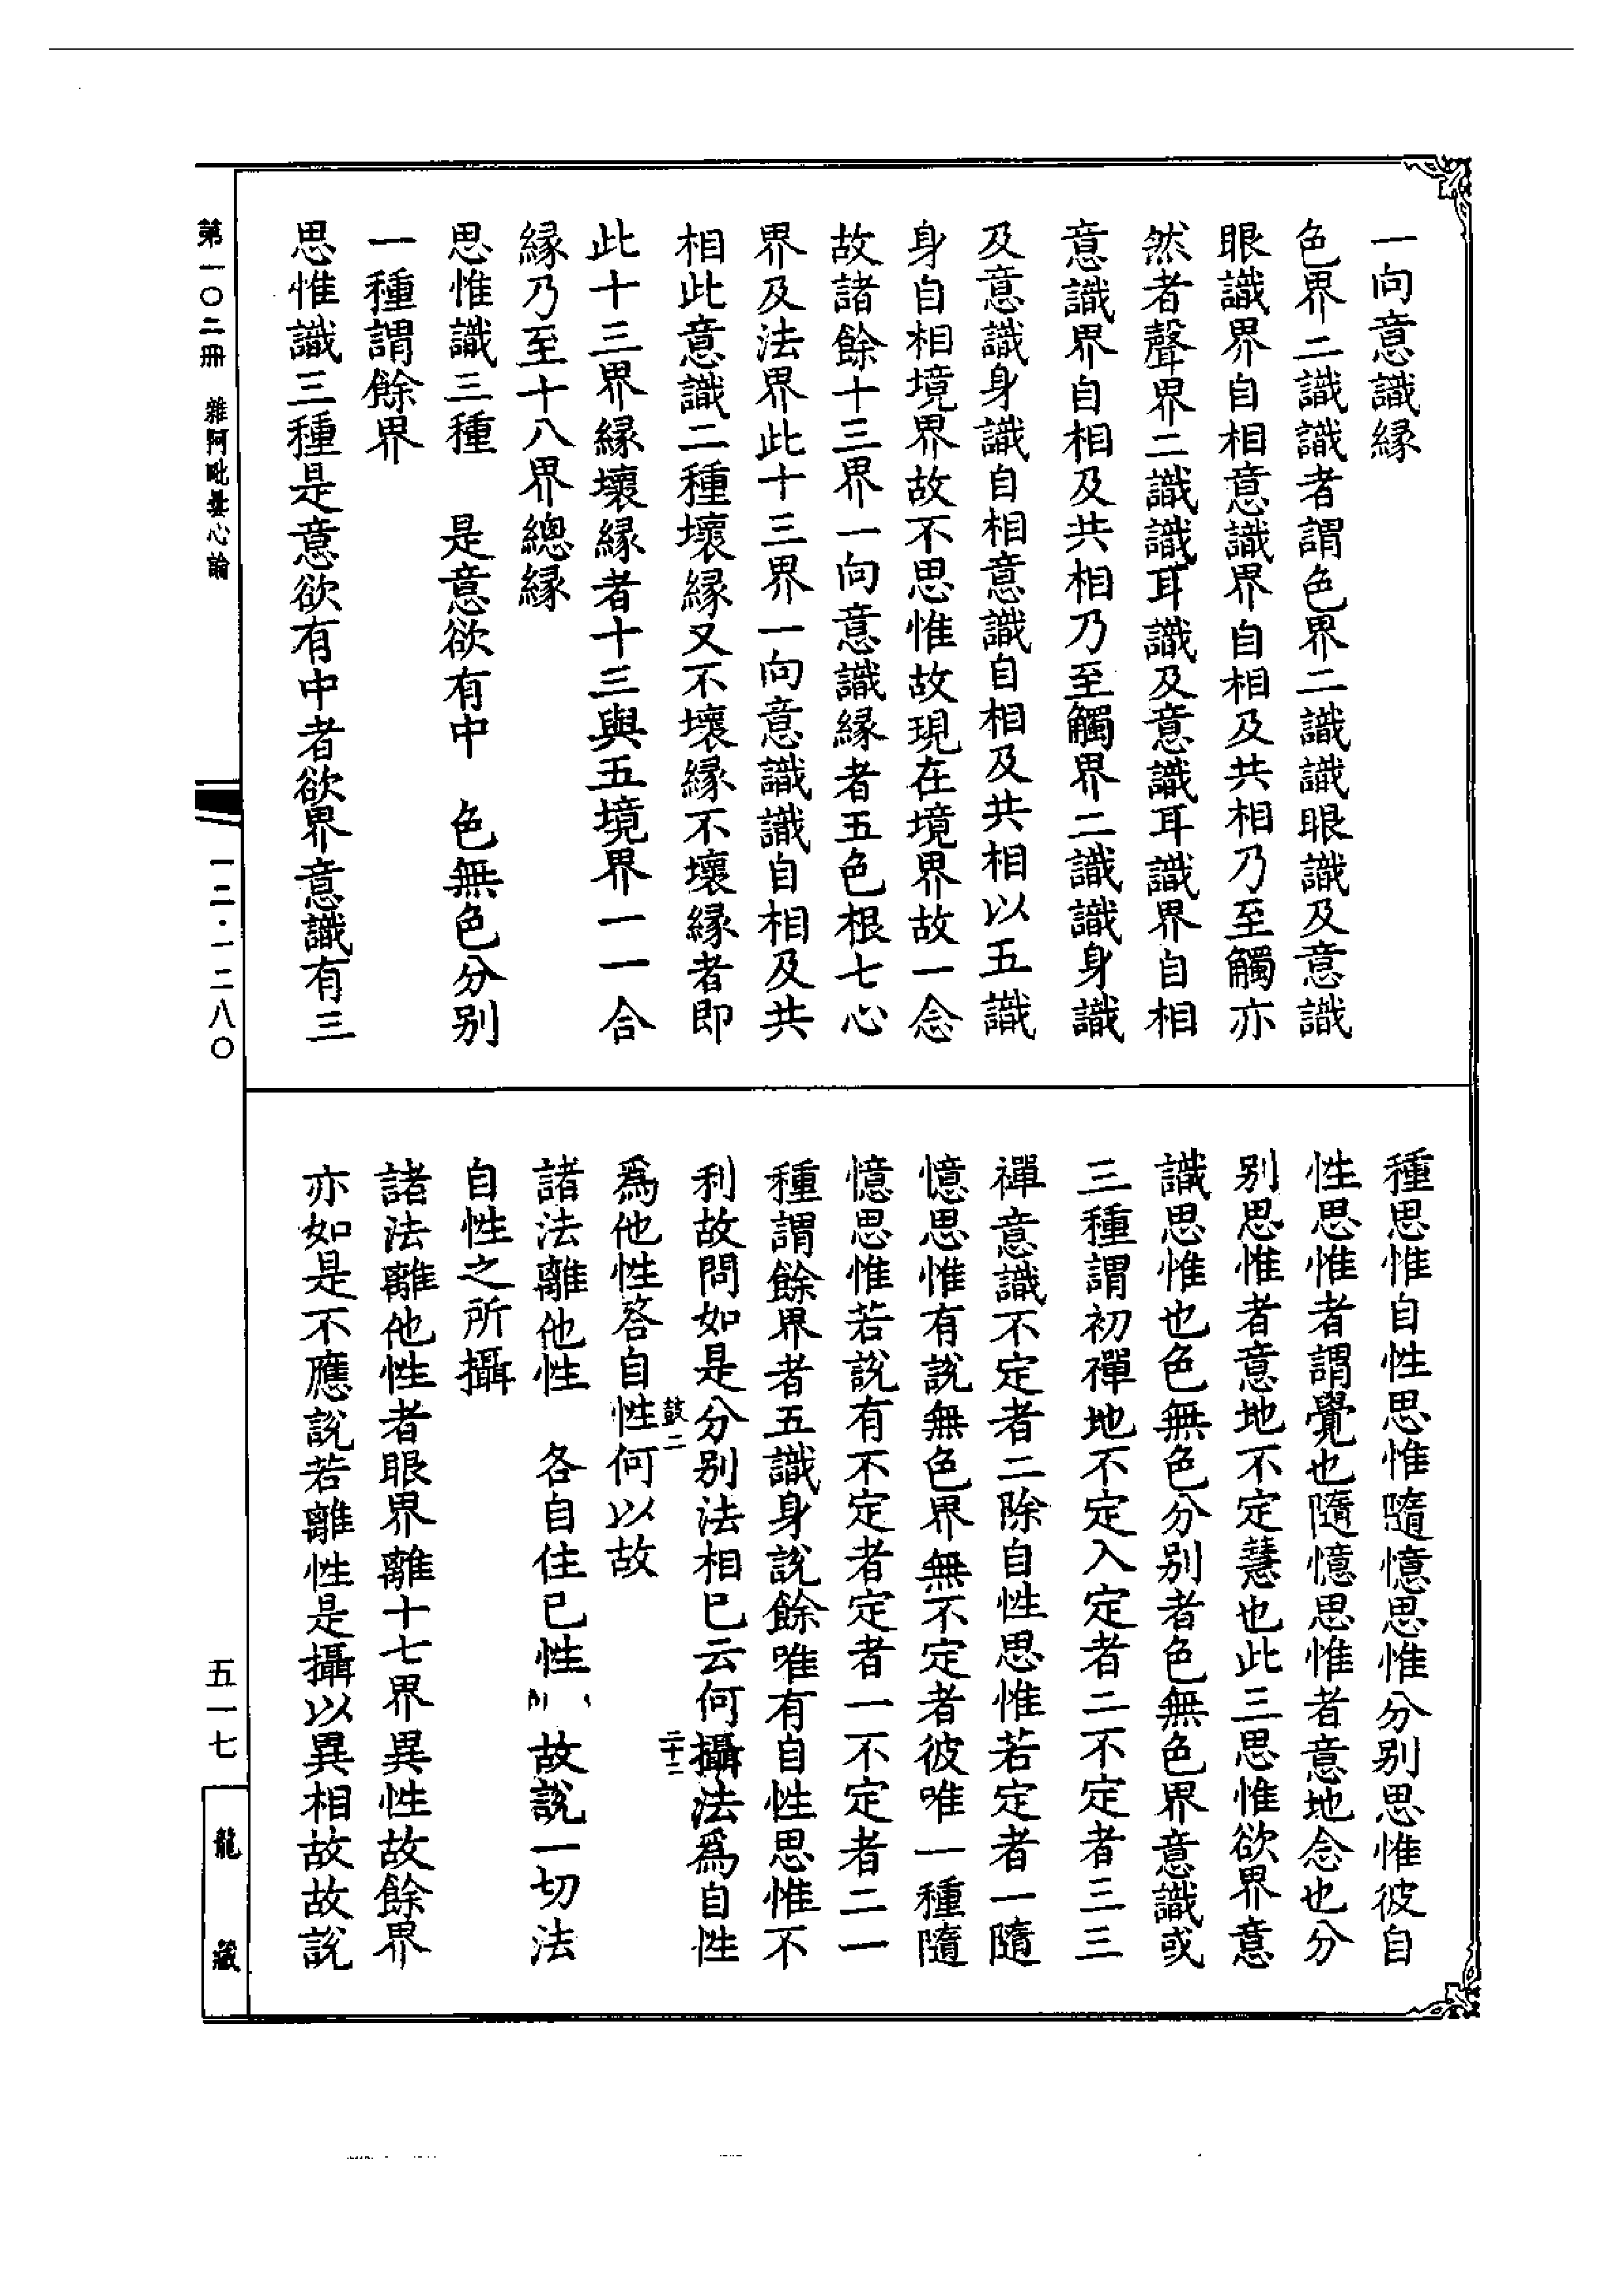 一向意識緣
色界二識識者謂色界二識識眼識及意識
眼識界自相意識界自相及共相乃至觸亦
然者聲界二識識耳識及意識耳識界自相
意識界自相及共相乃至觸界二識識身識
及意識身識自相意識自相及共相以五識
身自相境界故不思惟故現在境界故一念
故諸餘十三界一向意識緣者五色根七心
界及法界此十三界一向意識識自相及共
相此意識二種壞緣又不壞緣不壞緣者即
此十三界緣壞緣者十三與五境界一一合
緣乃至十八界總緣
思惟識三種　是意欲有中　色無色分別
一種謂餘界
思惟識三種是意欲有中者欲界意識有三
種思惟自性思惟隨憶思惟分別思惟彼自
性思惟者謂覺也隨憶思惟者意地念也分
別思惟者意地不定慧也此三思惟欲界意
識思惟也色無色分別者色無色界意識或
三種謂初禪地不定入定者二不定者三三
禪意識不定者二除自性思惟若定者一隨
憶思惟有說無色界無不定者彼唯一種隨
憶思惟若說有不定者定者一不定者二一
種謂餘界者五識身說餘唯有自性思惟不
利故問如是分別法相已云何攝法為自性
為他性答自性何以故
鼓二
二十二
諸法離他性　各自住已性　故說一切法
自性之所攝
諸法離他性者眼界離十七界異性故餘界
亦如是不應說若離性是攝以異相故故說
第一〇二冊　雜阿毗曇心論
一二·一二八〇
五一七
龍藏